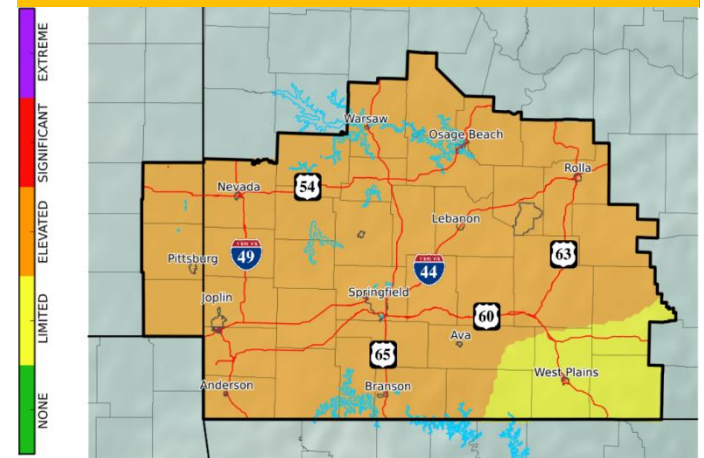 EXTREME
SIGNIFICANT
ELEVATED
LIMITED
NONE
Warsaw
Osage Beach
Rolla
Nevada
54
Lebanon
Pittsburg
49
44
63
Joplin
Springfield
60
Ava
65
West Plains
Anderson
Branson